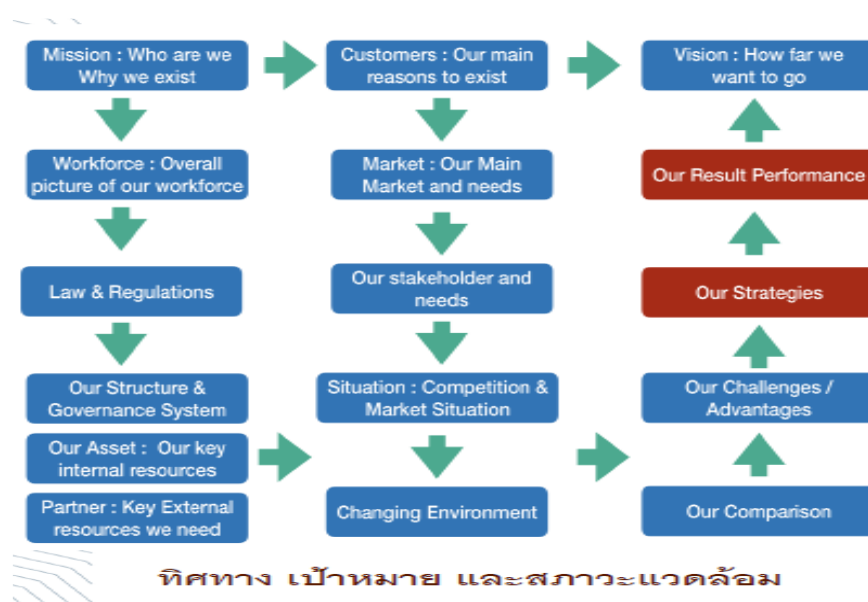 Mission : Who are we
Why we exist
Customers : Our main
reasons to exist
Vision : How far we
want to go
Workforce : Overall
picture of our workforce
Market : Our Main
Market and needs
Our Result Performance
Law & Regulations
Our stakeholder and
needs
Our Strategies
Our Structure &
Governance System
Situation : Competition &
Market Situation
Our Challenges /
Advantages
Our Asset : Our key
internal resources
Partner : Key External
resources we need
Changing Environment
Our Comparison
ทิศทาง เป้าหมาย และสภาวะแวดล้อม